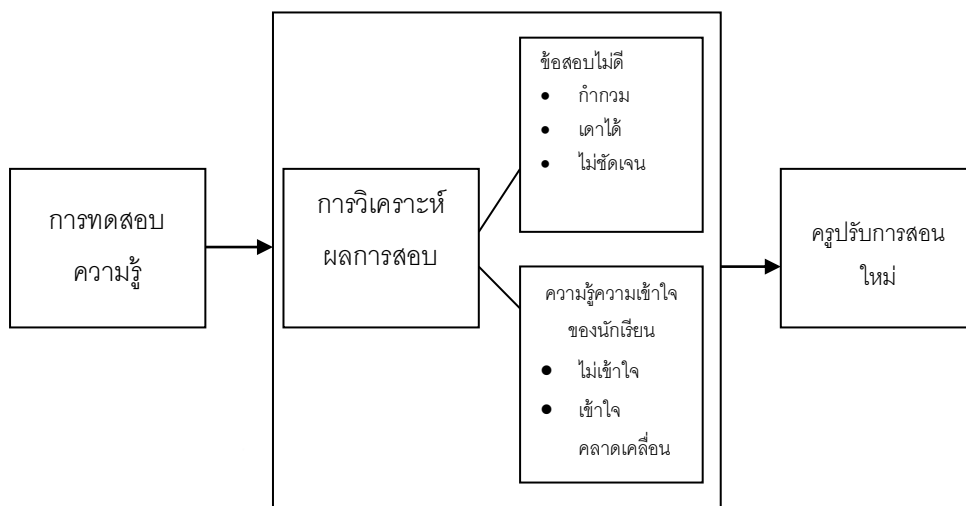 การทดสอบ
ความรู้
การวิเคราะห์
ผลการสอบ
ข้อสอบไม่ดี
• กำกวม
• เดาได้
• ไม่ชัดเจน
ความรู้ความเข้าใจ
ของนักเรียน
• ไม่เข้าใจ
• เข้าใจ
คลาดเคลื่อน
ครูปรับการสอน
ใหม่